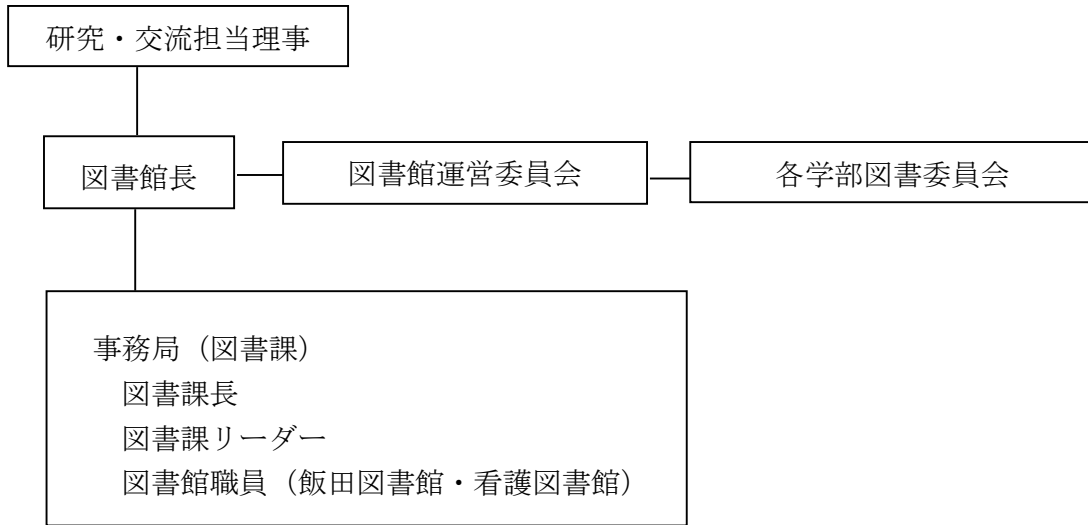 研究・交流担当理事
図書館長
図書館運営委員会
各学部図書委員会
事務局（図書課）
図書課長
図書課リーダー
図書館職員（飯田図書館・看護図書館）